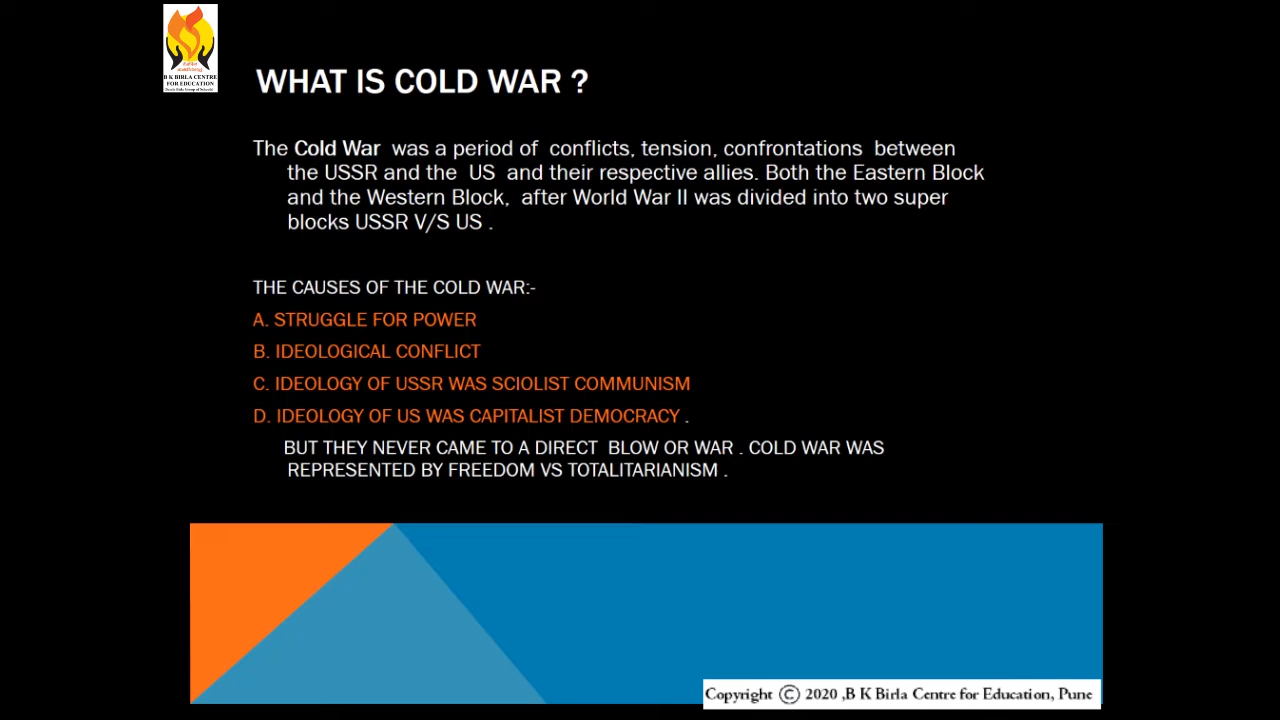 B K BIRLA CENTRE
FOR EDUCATION
WHAT IS COLD WAR ?
The Cold War was a period of conflicts, tension, confrontations between
the USSR and the US and their respective allies. Both the Eastern Block
and the Western Block, after World War II was divided into two super
blocks USSR V/S US .
THE CAUSES OF THE COLD WAR:-
A. STRUGGLE FOR POWER
B. IDEOLOGICAL CONFLICT
C. IDEOLOGY OF USSR WAS SCIOLIST COMMUNISM
D. IDEOLOGY OF US WAS CAPITALIST DEMOCRACY .
BUT THEY NEVER CAME TO A DIRECT BLOW OR WAR . COLD WAR WAS
REPRESENTED BY FREEDOM VS TOTALITARIANISM .
Copyright © 2020 ,B K Birla Centre for Education, Pune